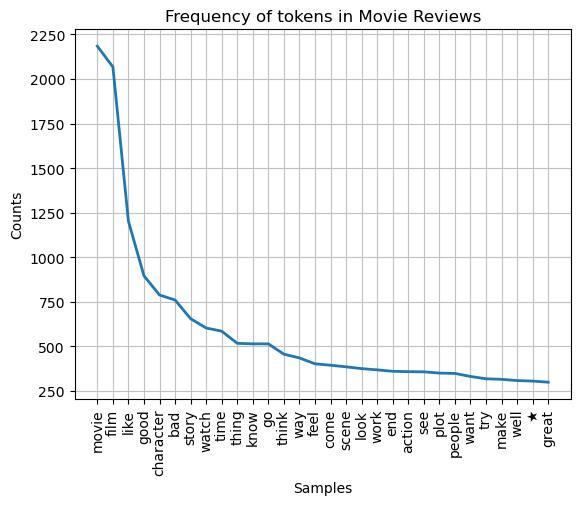 Frequency of tokens in Movie Reviews
2250
2000
1750
1500
1250
1000
750
500
250
Counts
movie
film
like
good
character
bad
story
watch
time
thing
know
go
think
way
feel
come
scene
look
work
end
action
see
plot
people
want
try
make
well
★
great
Samples